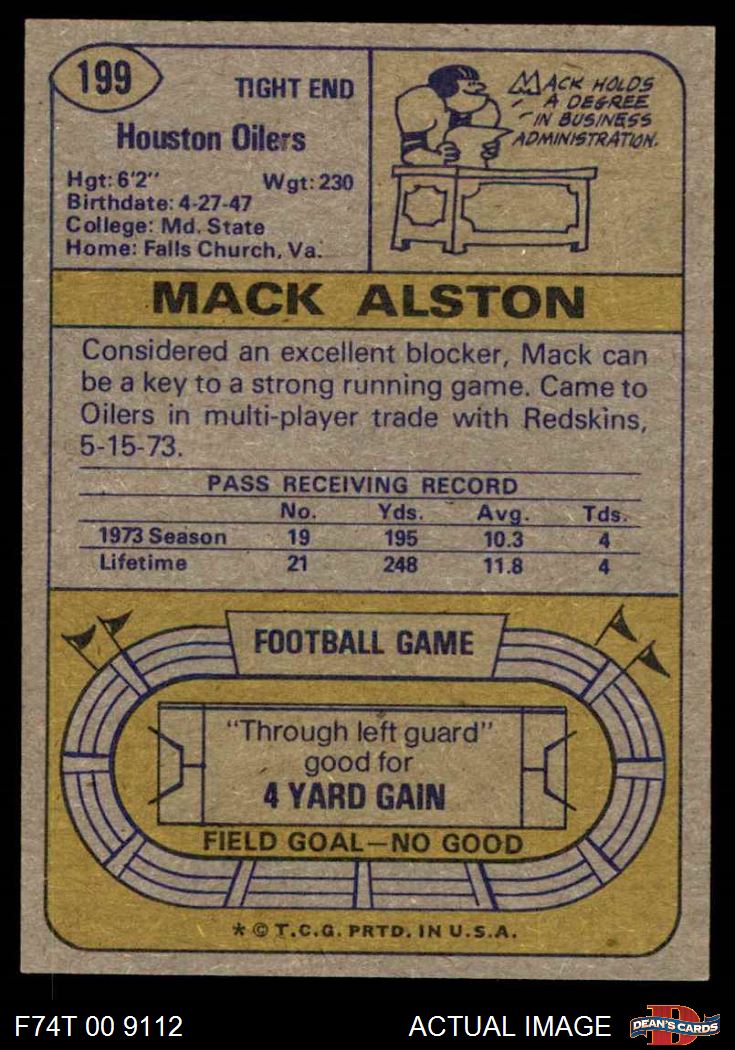 199
TIGHT END
Houston Oilers
Hgt: 6'2" Wgt: 230
Birthdate: 4-27-47
College: Md. State
Home: Falls Church, Va.
MACK HOLDS
A DEGREE
IN BUSINESS
ADMINISTRATION.
MACK ALSTON
Considered an excellent blocker, Mack can
be a key to a strong running game. Came to
Oilers in multi-player trade with Redskins,
5-15-73.
PASS RECEIVING RECORD
No. Yds. Avg. Tds.
1973 Season 19 195 10.3 4
Lifetime 21 248 11.8 4
FOOTBALL GAME
"Through left guard"
good for
4 YARD GAIN
FIELD GOAL—NO GOOD
* © T.C.G. PRTD. IN U.S.A.
F74T 00 9112 ACTUAL IMAGE
D
DEAN'S CARDS